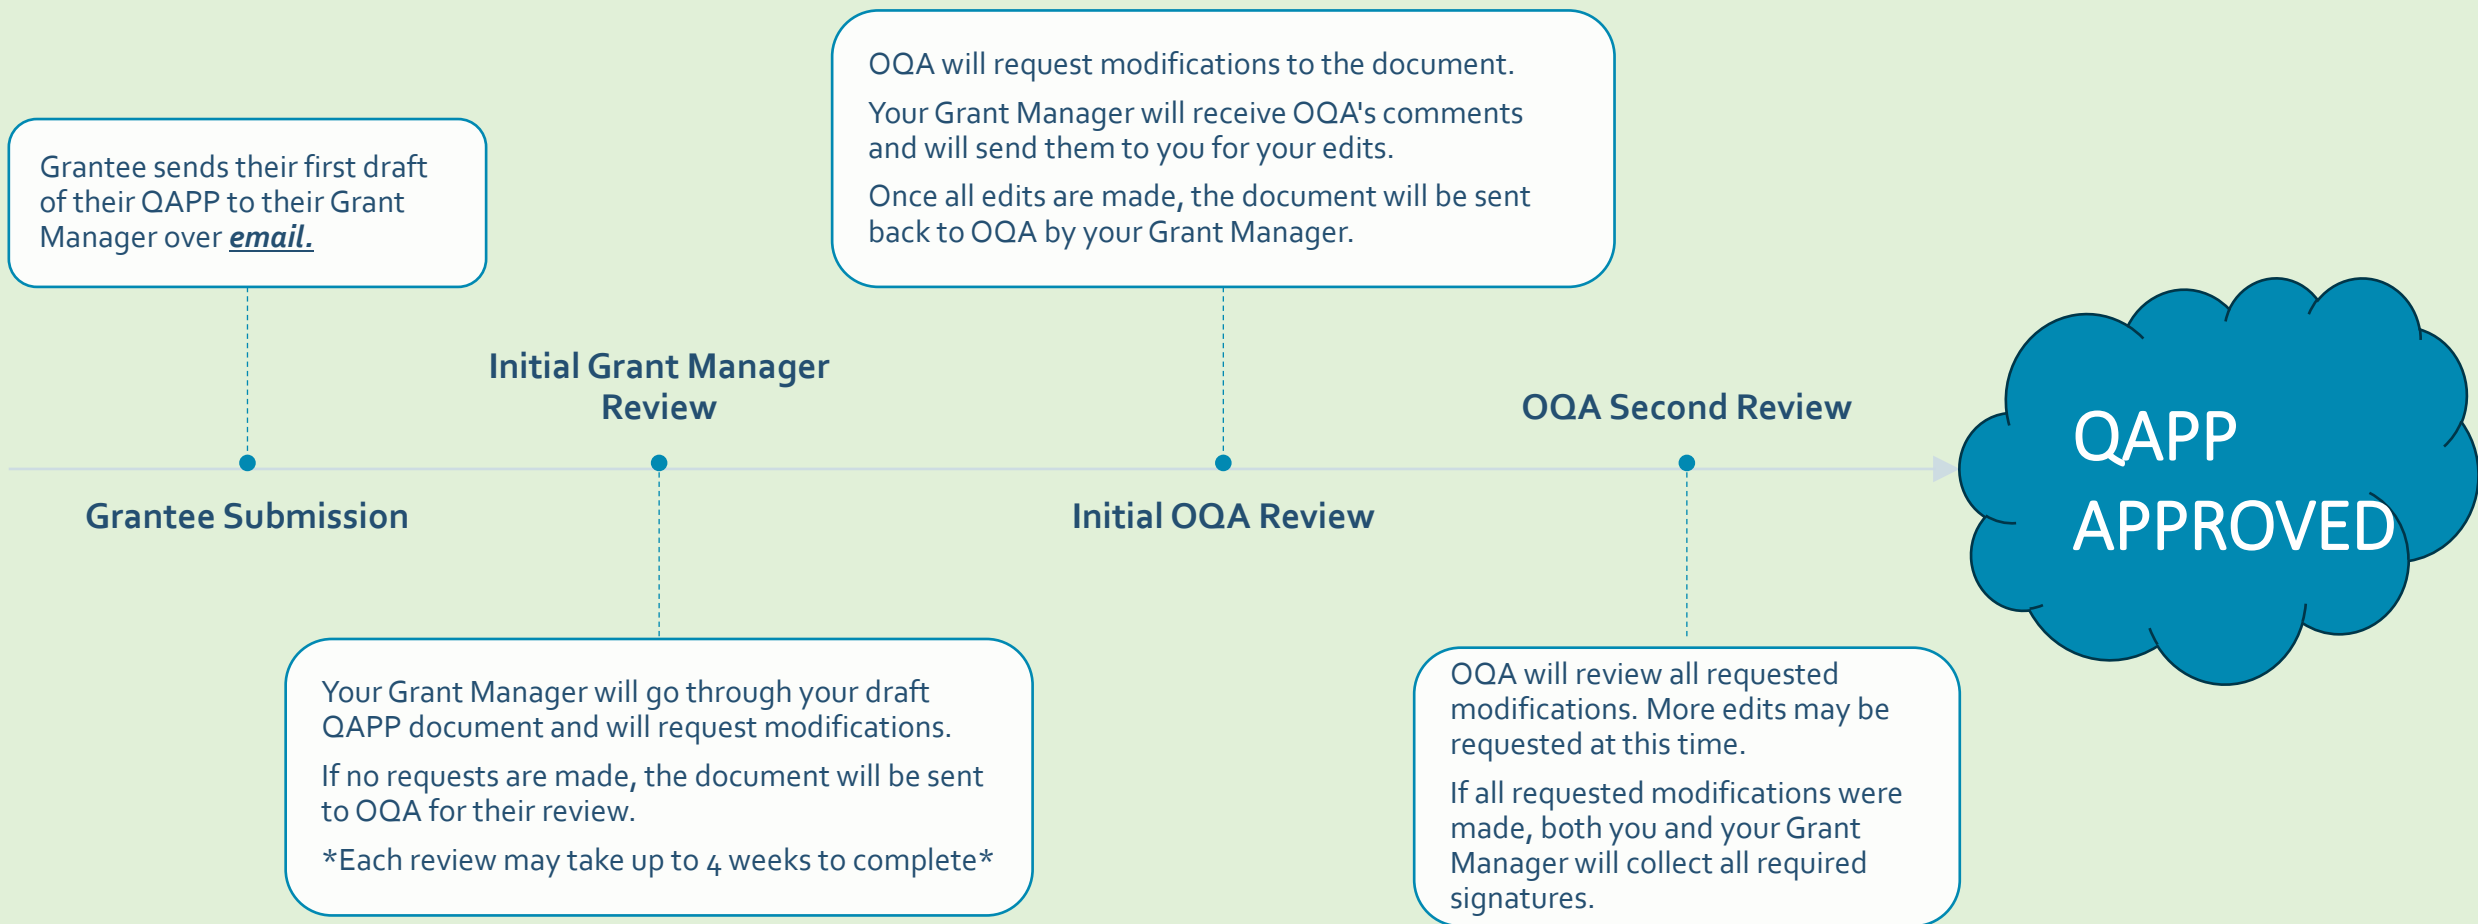 Grantee sends their first draft
of their QAPP to their Grant
Manager over email.
Grantee Submission
Initial Grant Manager
Review
Your Grant Manager will go through your draft
QAPP document and will request modifications.
If no requests are made, the document will be sent
to OQA for their review.
*Each review may take up to 4 weeks to complete*
OQA will request modifications to the document.
Your Grant Manager will receive OQA's comments
and will send them to you for your edits.
Once all edits are made, the document will be sent
back to OQA by your Grant Manager.
Initial OQA Review
OQA Second Review
OQA will review all requested
modifications. More edits may be
requested at this time.
If all requested modifications were
made, both you and your Grant
Manager will collect all required
signatures.
QAPP
APPROVED